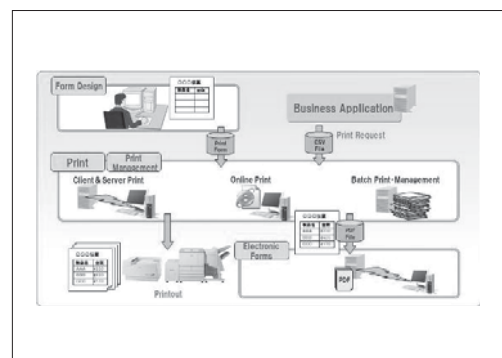 Form Design
Business Application
Print
Form
CSV
File
Print Request
Print
Print
Management
Client & Server Print
Online Print
Batch Print・Management
Electronic
Forms
PDF
File
Printout
PDF